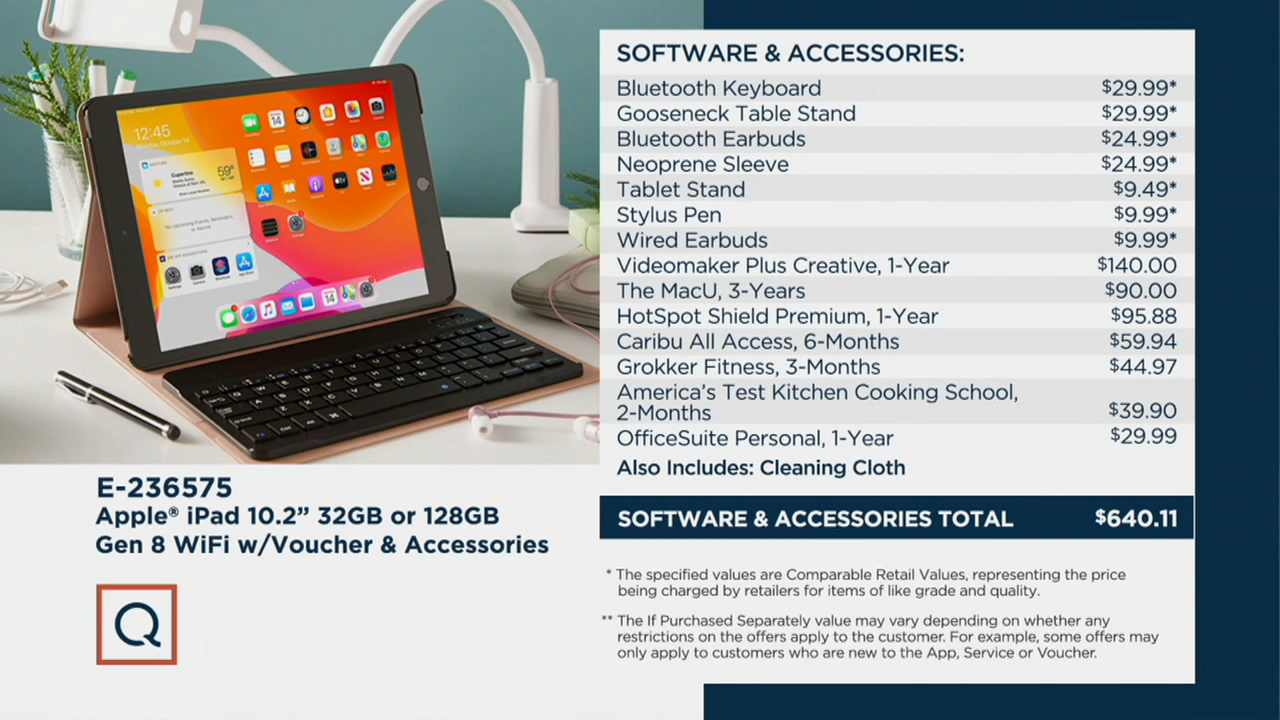 12:45
Monday, October 14
Cupertino
59°
SOFTWARE & ACCESSORIES:
Bluetooth Keyboard $29.99*
Gooseneck Table Stand $29.99*
Bluetooth Earbuds $24.99*
Neoprene Sleeve $24.99*
Tablet Stand $9.49*
Stylus Pen $9.99*
Wired Earbuds $9.99*
Videomaker Plus Creative, 1-Year $140.00
The MacU, 3-Years $90.00
HotSpot Shield Premium, 1-Year $95.88
Caribu All Access, 6-Months $59.94
Grokker Fitness, 3-Months $44.97
America’s Test Kitchen Cooking School,
2-Months $39.90
OfficeSuite Personal, 1-Year $29.99
Also Includes: Cleaning Cloth
SOFTWARE & ACCESSORIES TOTAL $640.11
* The specified values are Comparable Retail Values, representing the price
being charged by retailers for items of like grade and quality.
** The If Purchased Separately value may vary depending on whether any
restrictions on the offers apply to the customer. For example, some offers may
only apply to customers who are new to the App, Service or Voucher.
E-236575
Apple® iPad 10.2” 32GB or 128GB
Gen 8 WiFi w/Voucher & Accessories
Q